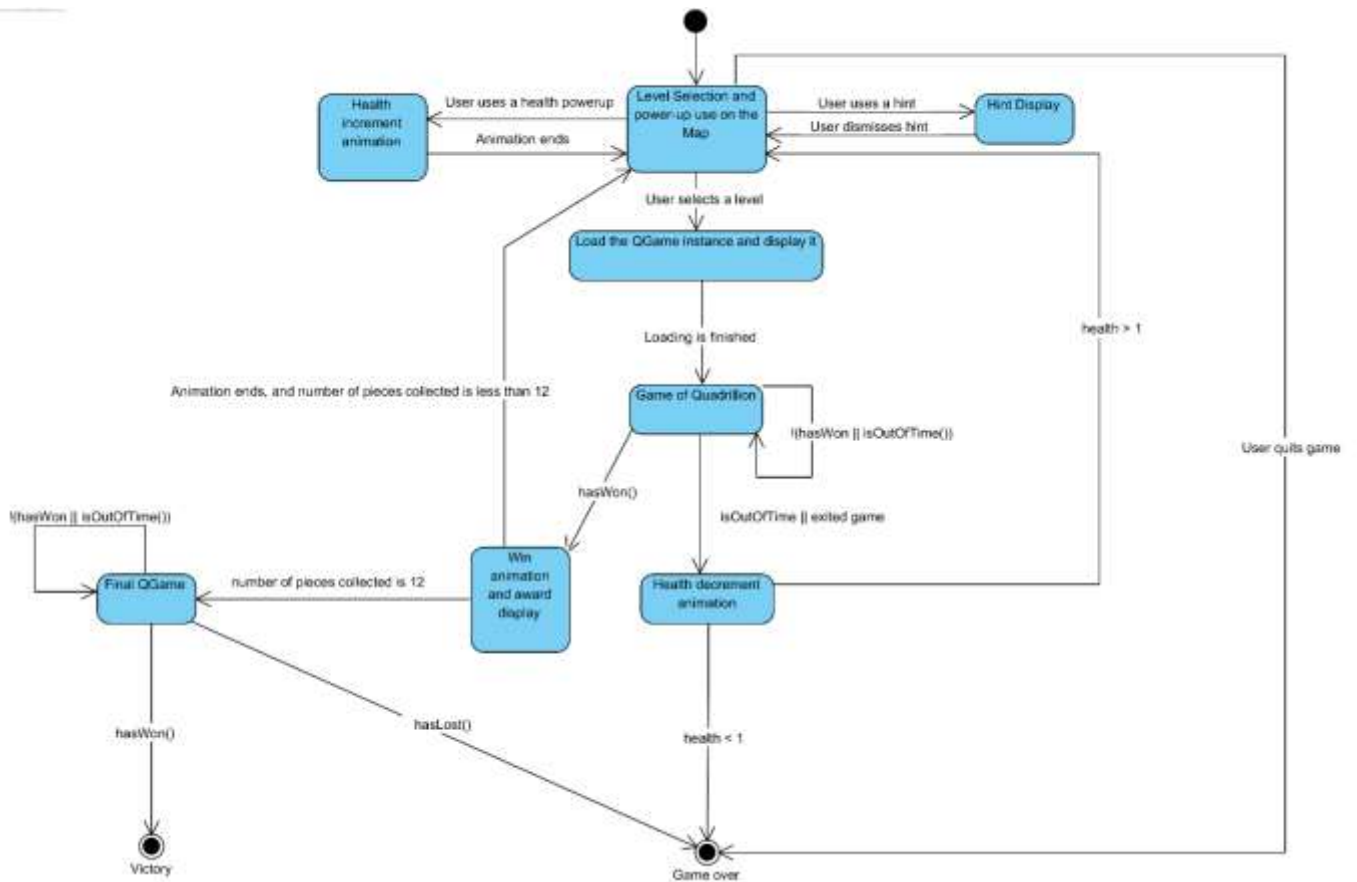 Health
increment
animation
User uses a health powerup
Animation ends
Level Selection and
power-up use on the
Map
User uses a hint
User dismisses hint
Hint Display
User selects a level
Load the QGame instance and display it
Loading is finished
health > 1
Animation ends, and number of pieces collected is less than 12
Game of Quadrillion
!(hasWon || isOutOfTime())
User quits game
hasWon()
isOutOfTime || exited game
!(hasWon || isOutOfTime())
Final QGame
number of pieces collected is 12
Win
animation
and award
display
Health decrement
animation
hasWon()
hasLost()
health < 1
Victory
Game over